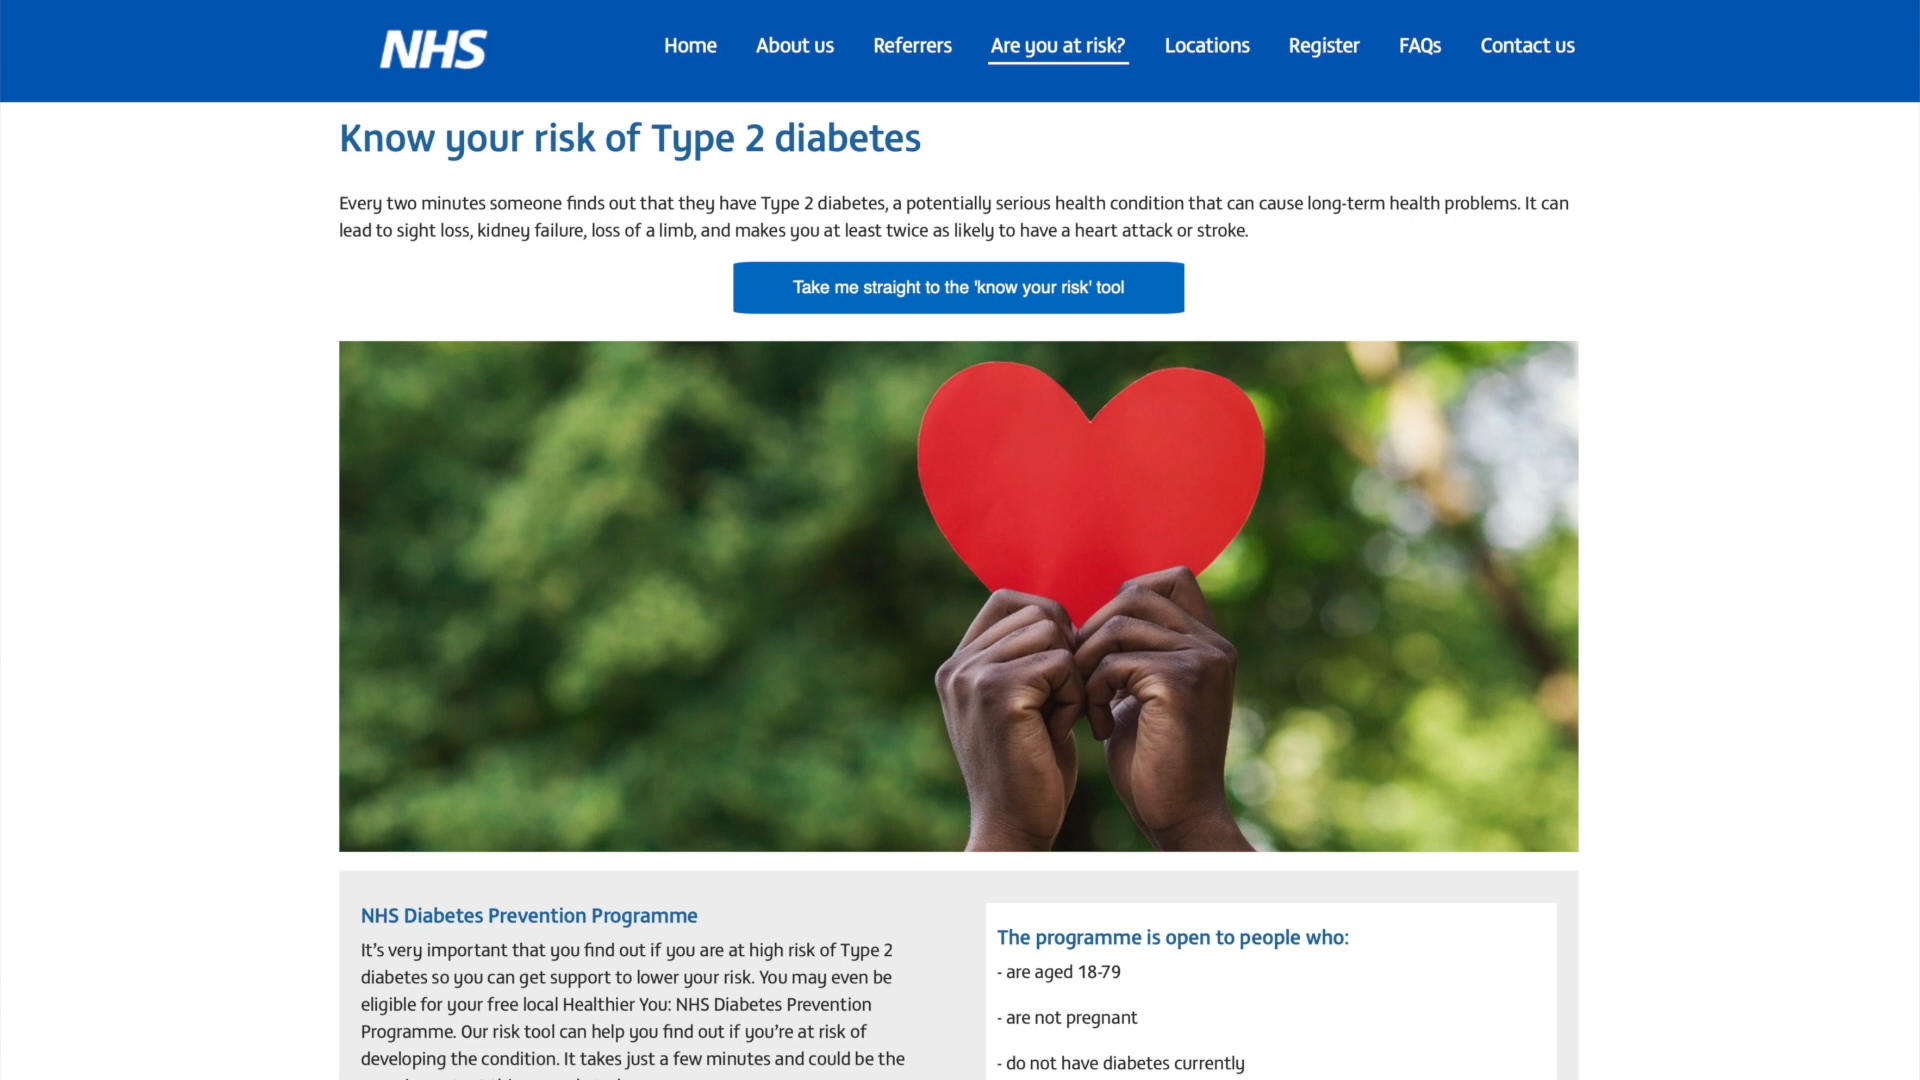 NHS
Home About us Referrers Are you at risk? Locations Register FAQs Contact us
Know your risk of Type 2 diabetes
Every two minutes someone finds out that they have Type 2 diabetes, a potentially serious health condition that can cause long-term health problems. It can
lead to sight loss, kidney failure, loss of a limb, and makes you at least twice as likely to have a heart attack or stroke.
Take me straight to the 'know your risk' tool
NHS Diabetes Prevention Programme
It’s very important that you find out if you are at high risk of Type 2
diabetes so you can get support to lower your risk. You may even be
eligible for your free local Healthier You: NHS Diabetes Prevention
Programme. Our risk tool can help you find out if you’re at risk of
developing the condition. It takes just a few minutes and could be the
The programme is open to people who:
- are aged 18-79
- are not pregnant
- do not have diabetes currently